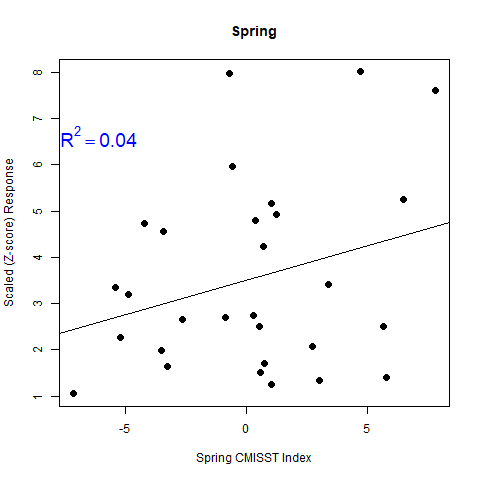 Spring
Scaled (Z-score) Response
8
7
6
5
4
3
2
1
R² = 0.04
-5 0 5
Spring CMISST Index